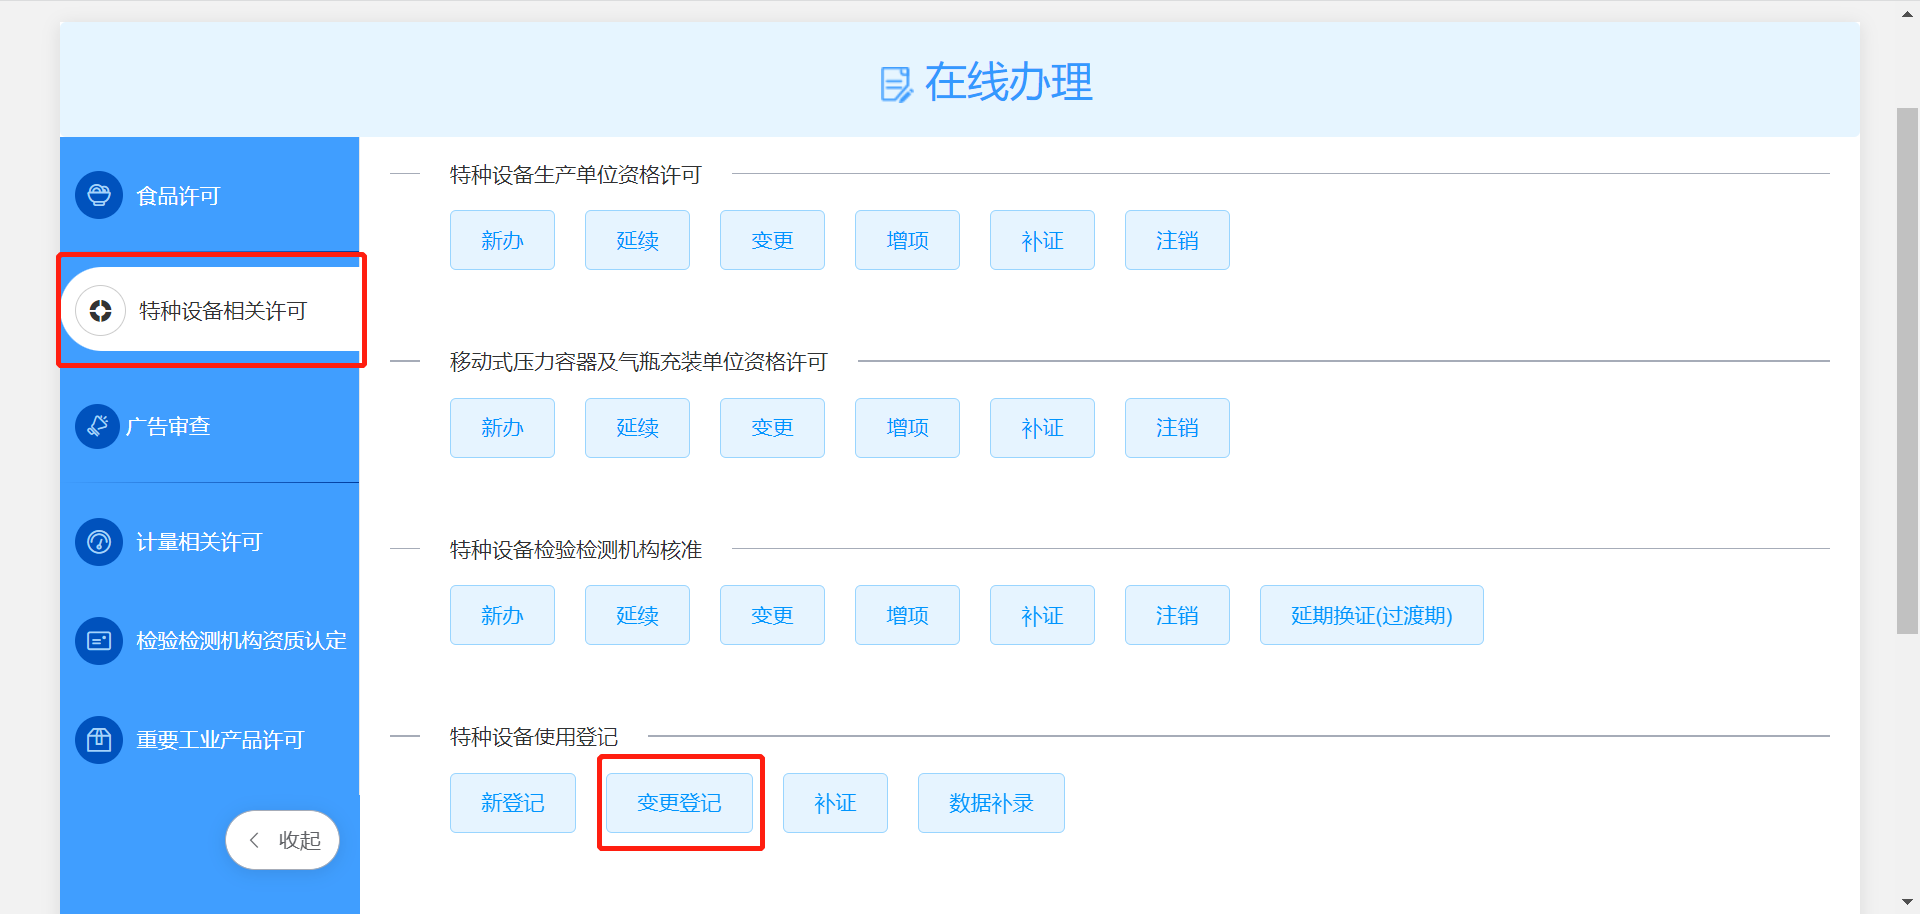 在线办理
食品许可
特种设备相关许可
广告审查
计量相关许可
检验检测机构资质认定
重要工业产品许可
收起
特种设备生产单位资格许可
新办 延续 变更 增项 补证 注销
移动式压力容器及气瓶充装单位资格许可
新办 延续 变更 增项 补证 注销
特种设备检验检测机构核准
新办 延续 变更 增项 补证 注销 延期换证(过渡期)
特种设备使用登记
新登记 变更登记 补证 数据补录